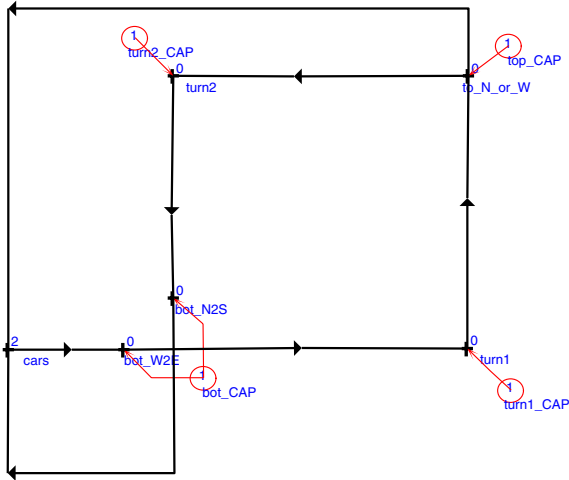 1
turn2_CAP
0
turn2
1
top_CAP
0
to_N_or_W
0
bot_N2S
2
cars
0
bot_W2E
1
bot_CAP
0
turn1
1
turn1_CAP